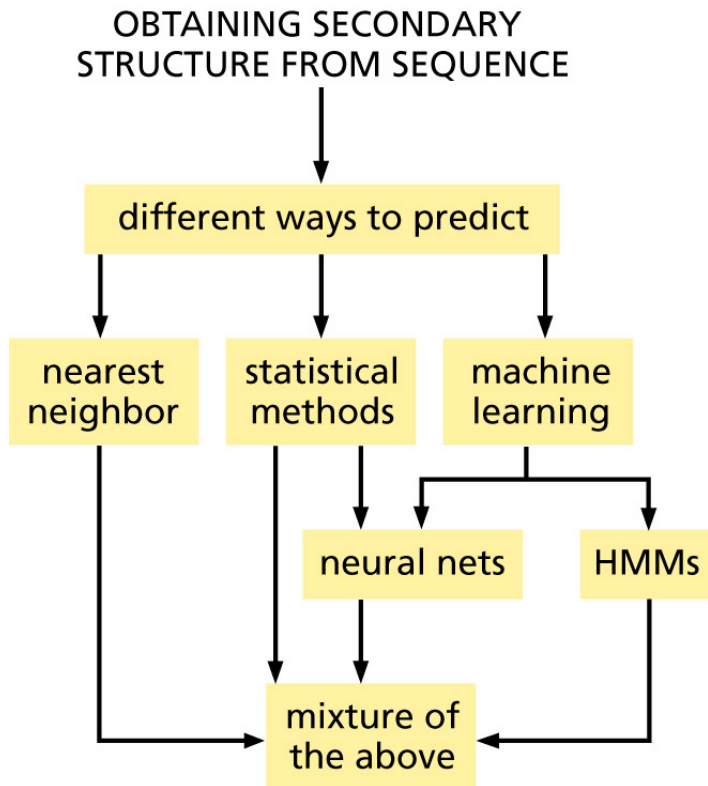 OBTAINING SECONDARY
STRUCTURE FROM SEQUENCE
different ways to predict
nearest
neighbor
statistical
methods
machine
learning
neural nets
HMMs
mixture of
the above